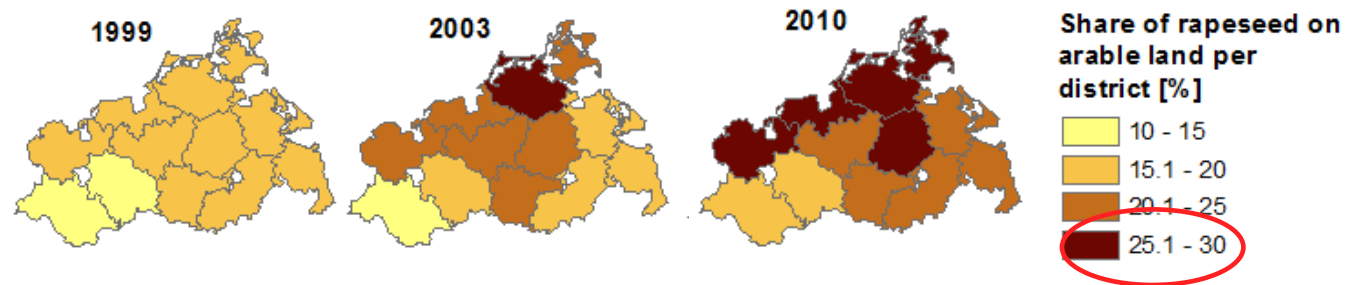 1999
2003
2010
Share of rapeseed on
arable land per
district [%]
10 - 15
15.1 - 20
20.1 - 25
25.1 - 30